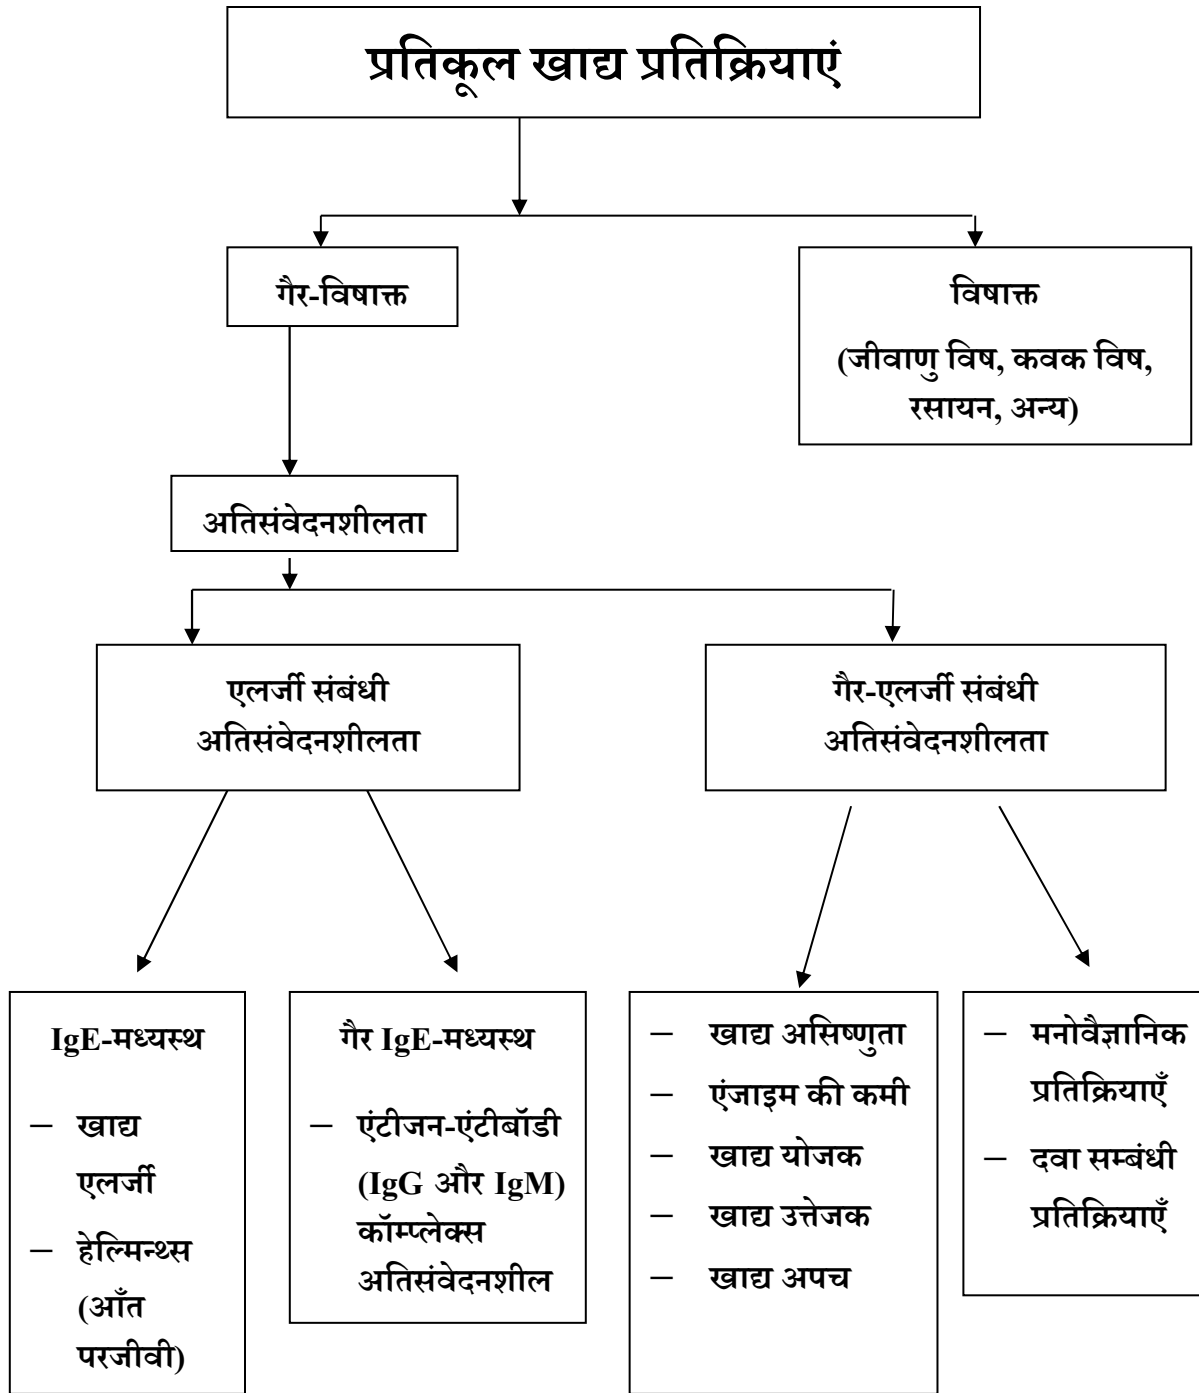 प्रतिकूल खाद्य प्रतिक्रियाएं
गैर-विषाक्त
विषाक्त
(जीवाणु विष, कवक विष,
रसायन, अन्य)
अतिसंवेदनशीलता
एलर्जी संबंधी
अतिसंवेदनशीलता
गैर-एलर्जी संबंधी
अतिसंवेदनशीलता
IgE-मध्यस्थ
– खाद्य
एलर्जी
– हेल्मिन्थ्स
(आँत
परजीवी)
गैर IgE-मध्यस्थ
– एंटीजन-एंटीबॉडी
(IgG और IgM)
कॉम्प्लेक्स
अतिसंवेदनशील
– खाद्य असिष्णुता
– एंजाइम की कमी
– खाद्य योजक
– खाद्य उत्तेजक
– खाद्य अपच
– मनोवैज्ञानिक
प्रतिक्रियाएँ
– दवा सम्बंधी
प्रतिक्रियाएँ